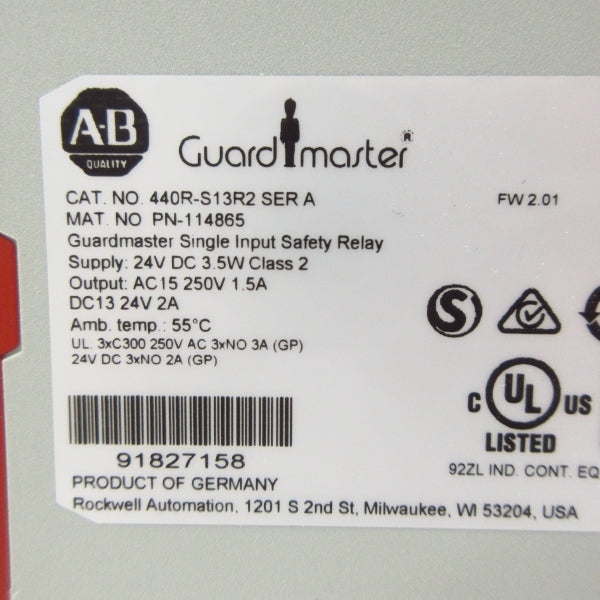 A-B
QUALITY
Guardmaster ®
CAT. NO. 440R-S13R2 SER A FW 2.01
MAT. NO PN-114865
Guardmaster Single Input Safety Relay
Supply: 24V DC 3.5W Class 2
Output: AC15 250V 1.5A
DC13 24V 2A
Amb. temp.: 55°C
UL. 3xC300 250V AC 3xNO 3A (GP)
24V DC 3xNO 2A (GP)
S
C UL US
LISTED
92ZL IND. CONT. EQ
91827158
PRODUCT OF GERMANY
Rockwell Automation, 1201 S 2nd St, Milwaukee, WI 53204, USA